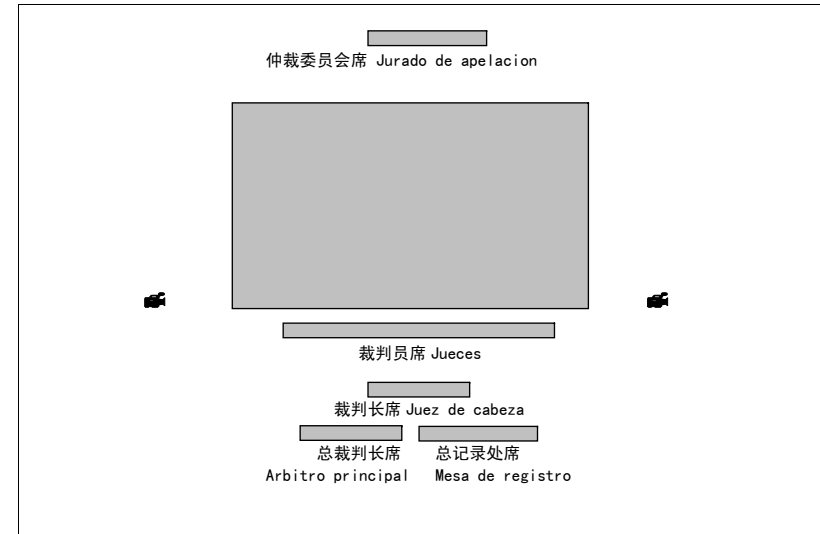 仲裁委员会席 Jurado de apelacion
裁判员席 Jueces
裁判长席 Juez de cabeza
总裁判长席 总记录处席
Arbitro principal Mesa de registro